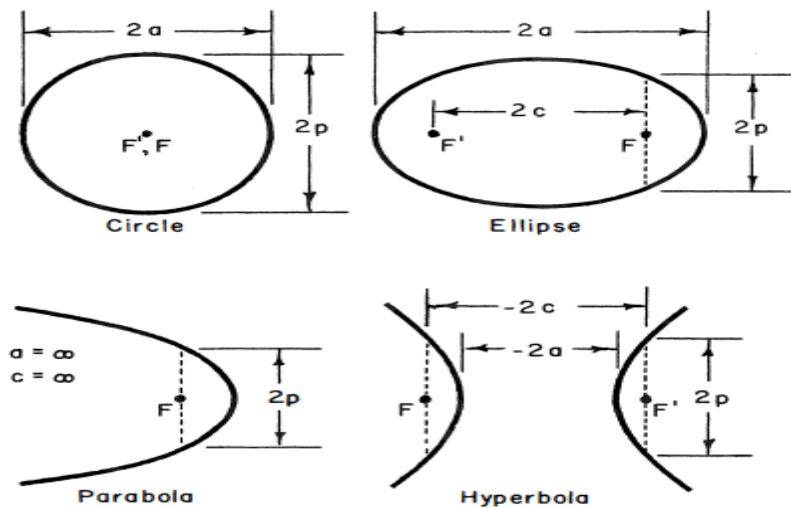 2a
2p
F', F
Circle
2a
2c
2p
F'
F
Ellipse
a = ∞
c = ∞
F
2p
Parabola
-2c
-2a
2p
F
F'
Hyperbola